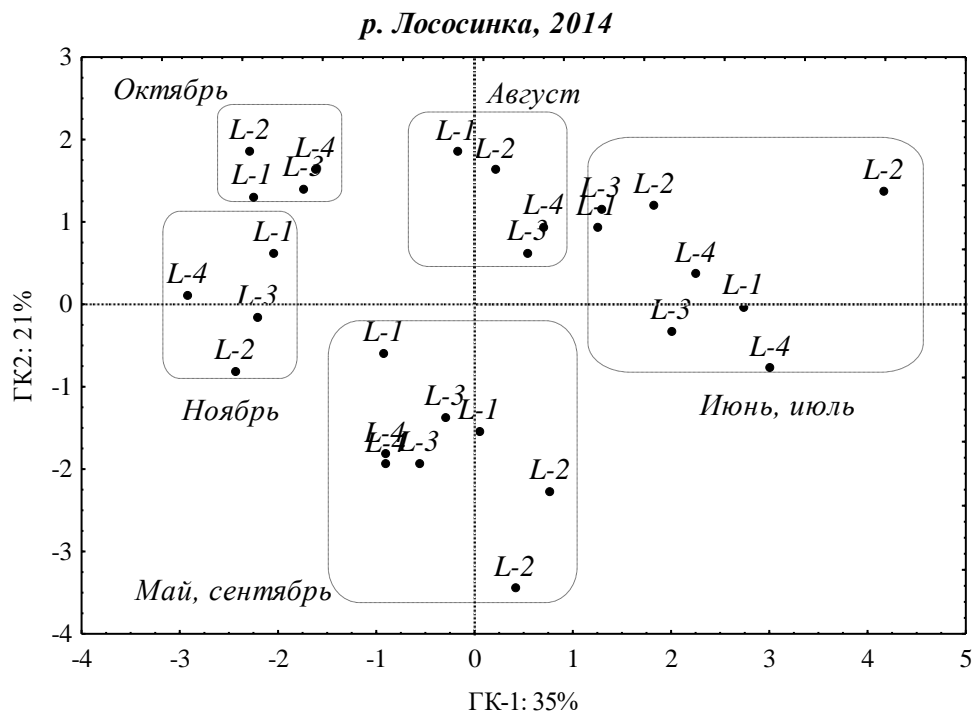 р. Лососинка, 2014
3
Октябрь
Август
L-2
L-4
L-1
2
L-3
L-2
L-1
L-3
L-2
L-2
L-4
L-1
1
L-1
L-3
L-4
L-4
L-3
L-1
0
L-3
L-1
L-2
L-4
-1
Ноябрь
L-3
L-1
Июнь, июль
L-4
L-4
L-3
-2
L-2
-3
L-2
Май, сентябрь
-4
-4 -3 -2 -1 0 1 2 3 4 5
ГК2: 21%
ГК-1: 35%